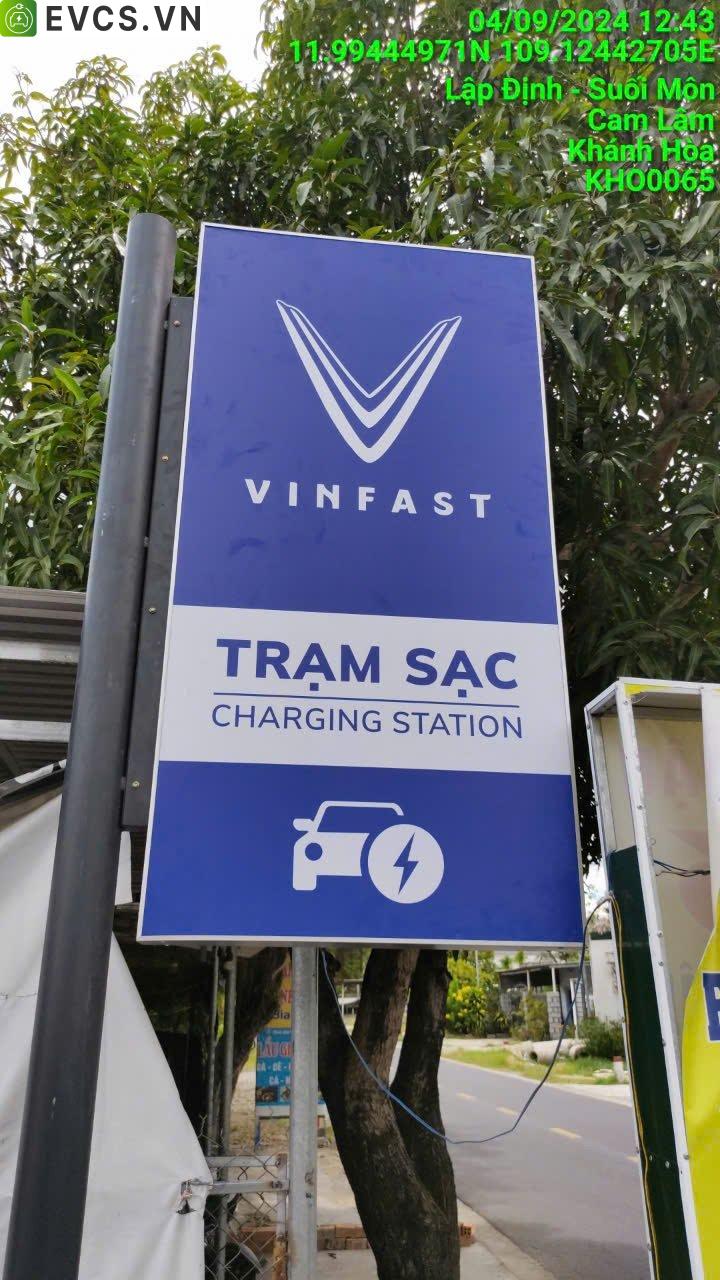 EVCS.VN
04/09/2024 12:43
11.99444971N 109.12442705E
Lập Định - Suối Môn
Cam Lâm
Khánh Hòa
KHO0065
VINFAST
TRẠM SẠC
CHARGING STATION